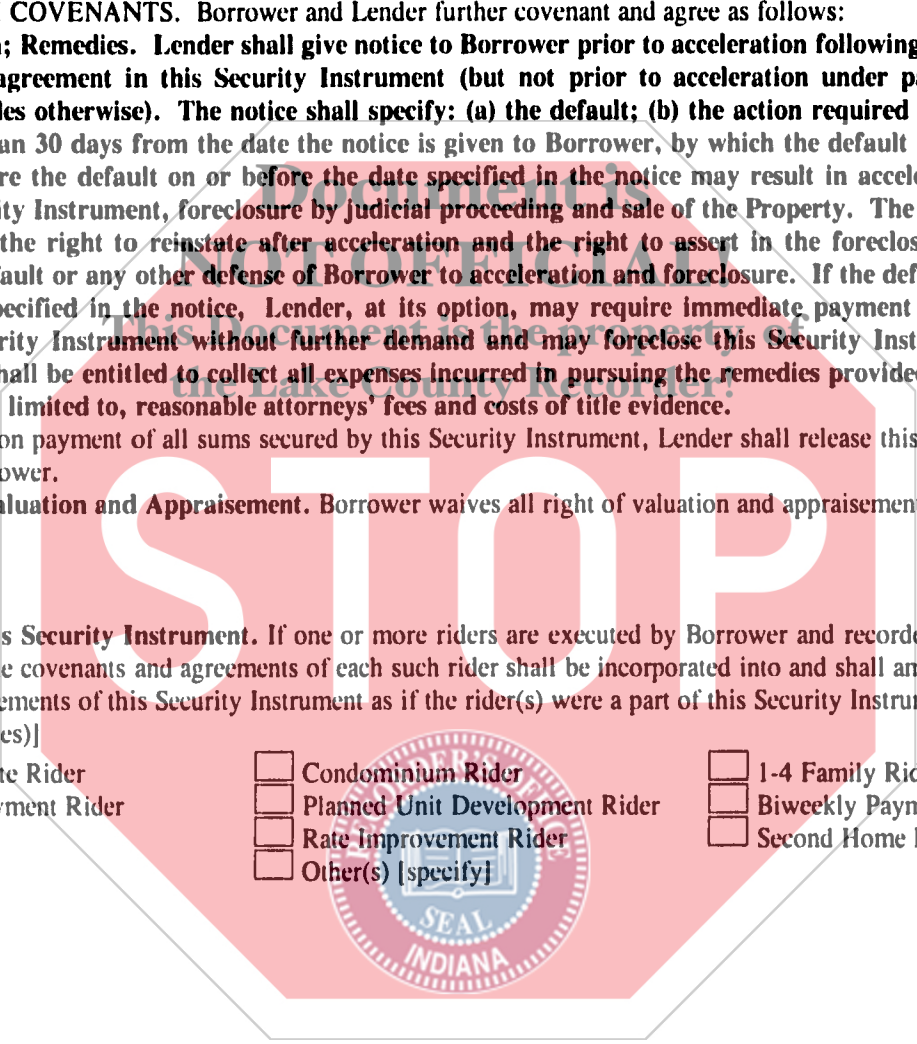 COVENANTS. Borrower and Lender further covenant and agree as follows:
; Remedies. Lender shall give notice to Borrower prior to acceleration following
agreement in this Security Instrument (but not prior to acceleration under
les otherwise). The notice shall specify: (a) the default; (b) the action required
an 30 days from the date the notice is given to Borrower, by which the default
re the default on or before the date specified in the notice may result in accel
ity Instrument, foreclosure by judicial proceeding and sale of the Property. The
the right to reinstate after acceleration and the right to assert in the foreclos
fault or any other defense of Borrower to acceleration and foreclosure. If the def
pecified in the notice, Lender, at its option, may require immediate payment
rity Instrument without further demand and may foreclose this Security Inst
hall be entitled to collect all expenses incurred in pursuing the remedies provided
limited to, reasonable attorneys' fees and costs of title evidence.
on payment of all sums secured by this Security Instrument, Lender shall release this
ower.
aluation and Appraisement. Borrower waives all right of valuation and appraisement
s Security Instrument. If one or more riders are executed by Borrower and recorde
e covenants and agreements of each such rider shall be incorporated into and shall am
ements of this Security Instrument as if the rider(s) were a part of this Security Instrum
es)]
te Rider Condominium Rider 1-4 Family Rid
yment Rider Planned Unit Development Rider Biweekly Paym
Rate Improvement Rider Second Home
Other(s) [specify]
Document is
NOT OFFICIAL!
This Document is the property of
the Lake County Recorder!
STOP
RECORDER'S OFFICE
SEAL
INDIANA